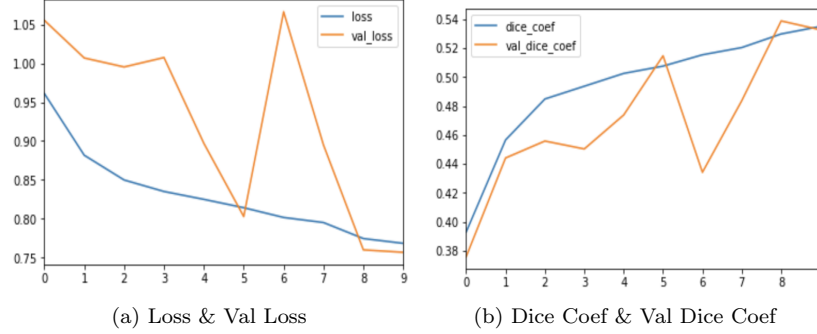 loss
val_loss
1.05
1.00
0.95
0.90
0.85
0.80
0.75
0 1 2 3 4 5 6 7 8 9
(a) Loss & Val Loss
dice_coef
val_dice_coef
0.54
0.52
0.50
0.48
0.46
0.44
0.42
0.40
0.38
0 1 2 3 4 5 6 7 8
(b) Dice Coef & Val Dice Coef